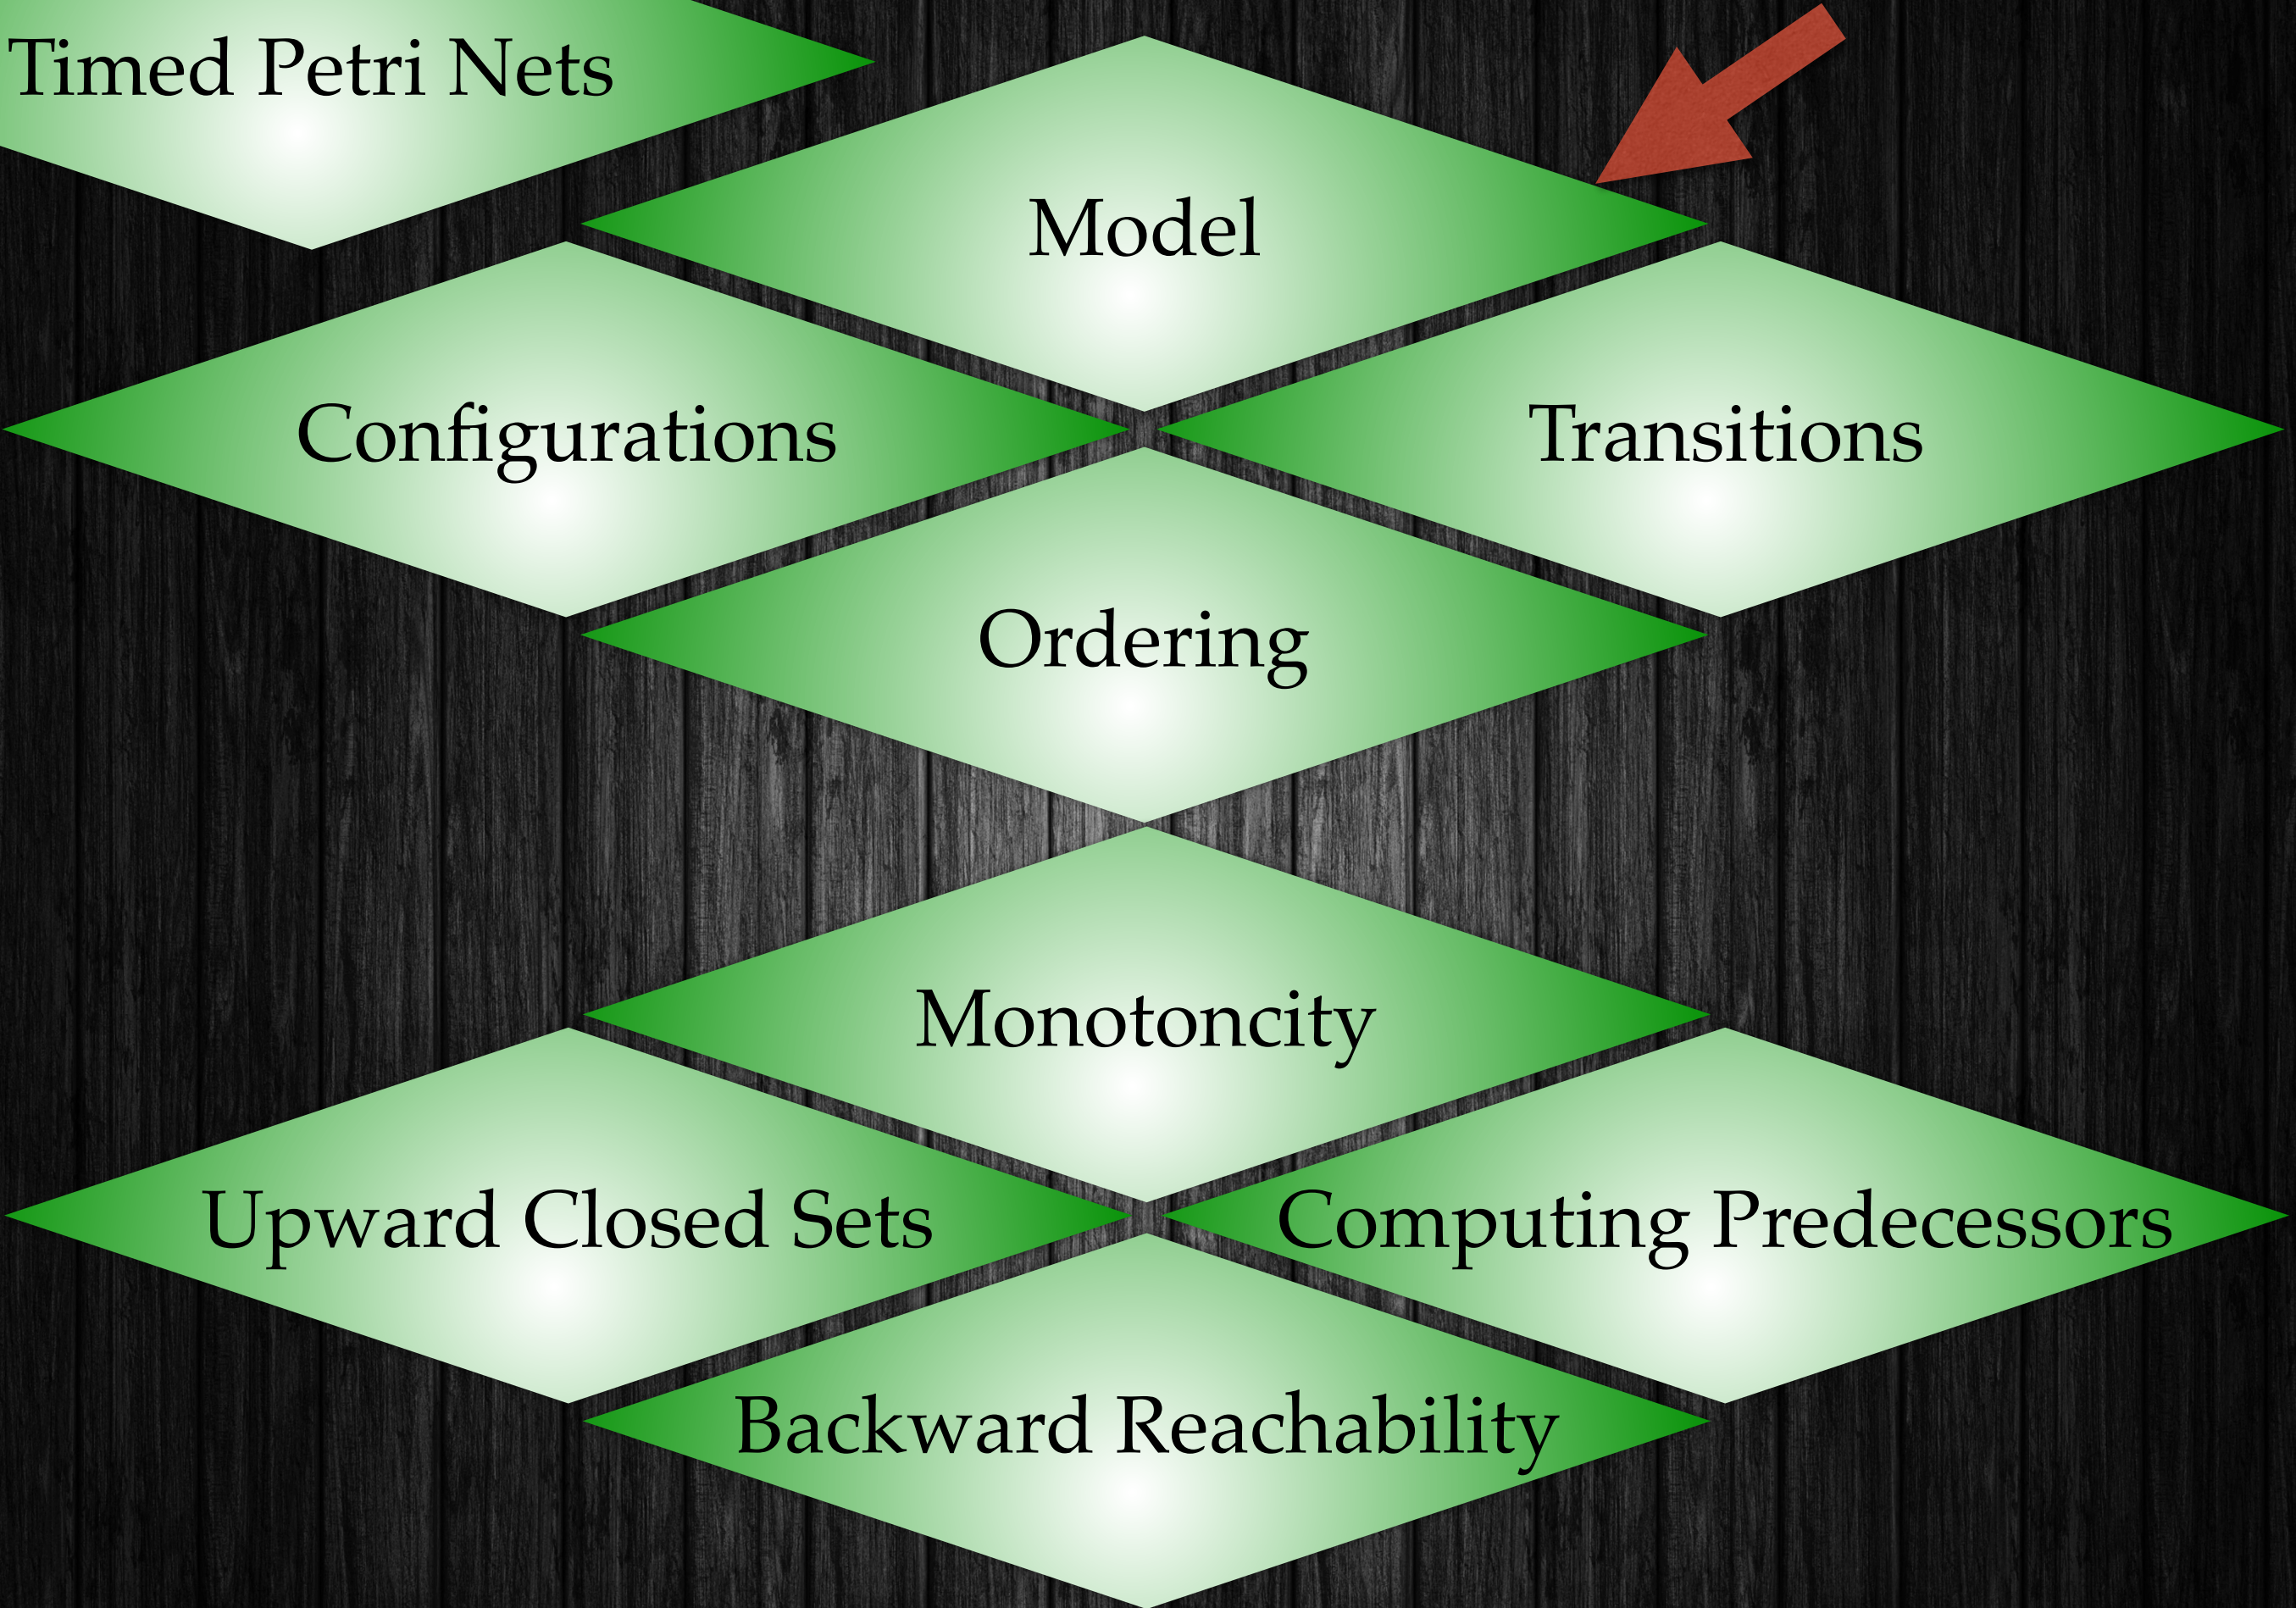 Timed Petri Nets
Model
Configurations
Transitions
Ordering
Monotoncity
Upward Closed Sets
Computing Predecessors
Backward Reachability